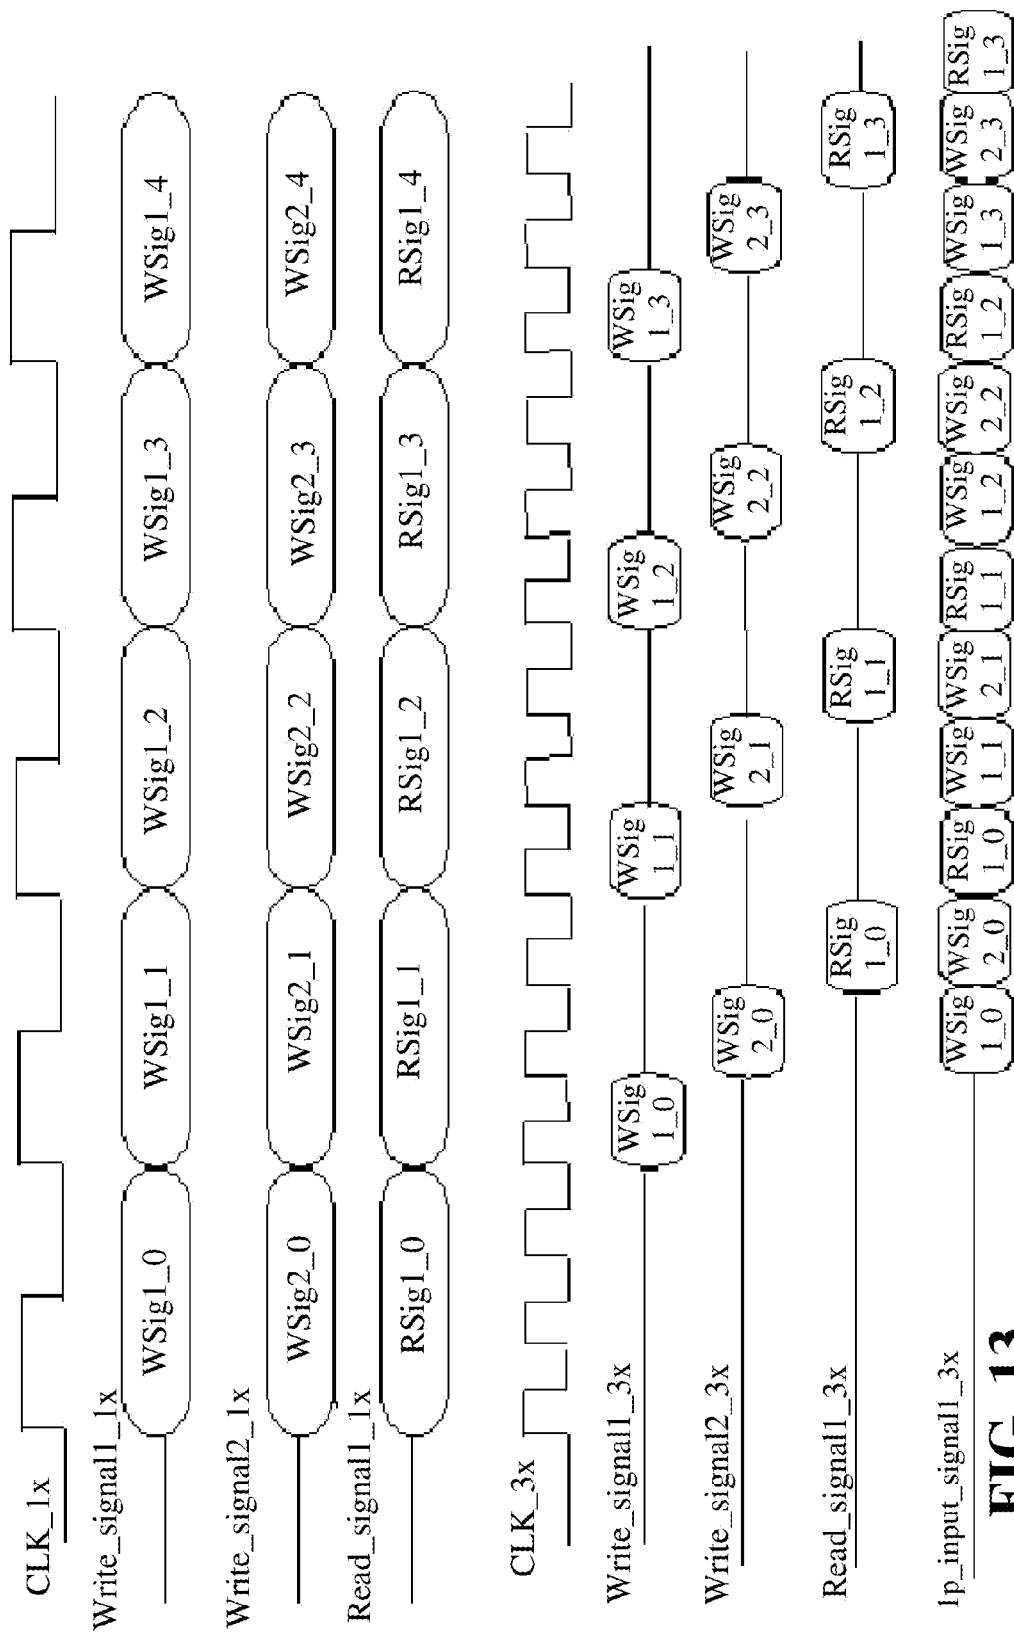 CLK_1x
Write_signal1_1x
WSig1_0
WSig1_1
WSig1_2
WSig1_3
WSig1_4
Write_signal2_1x
WSig2_0
WSig2_1
WSig2_2
WSig2_3
WSig2_4
Read_signal1_1x
RSig1_0
RSig1_1
RSig1_2
RSig1_3
RSig1_4
CLK_3x
Write_signal1_3x
WSig
1_0
WSig
1_1
WSig
1_2
WSig
1_3
Write_signal2_3x
WSig
2_0
WSig
2_1
WSig
2_2
WSig
2_3
Read_signal1_3x
RSig
1_0
RSig
1_1
RSig
1_2
RSig
1_3
1p_input_signal1_3x
WSig
1_0
WSig
2_0
RSig
1_0
WSig
1_1
WSig
2_1
RSig
1_1
WSig
1_2
WSig
2_2
RSig
1_2
WSig
1_3
WSig
2_3
RSig
1_3
FIG. 13